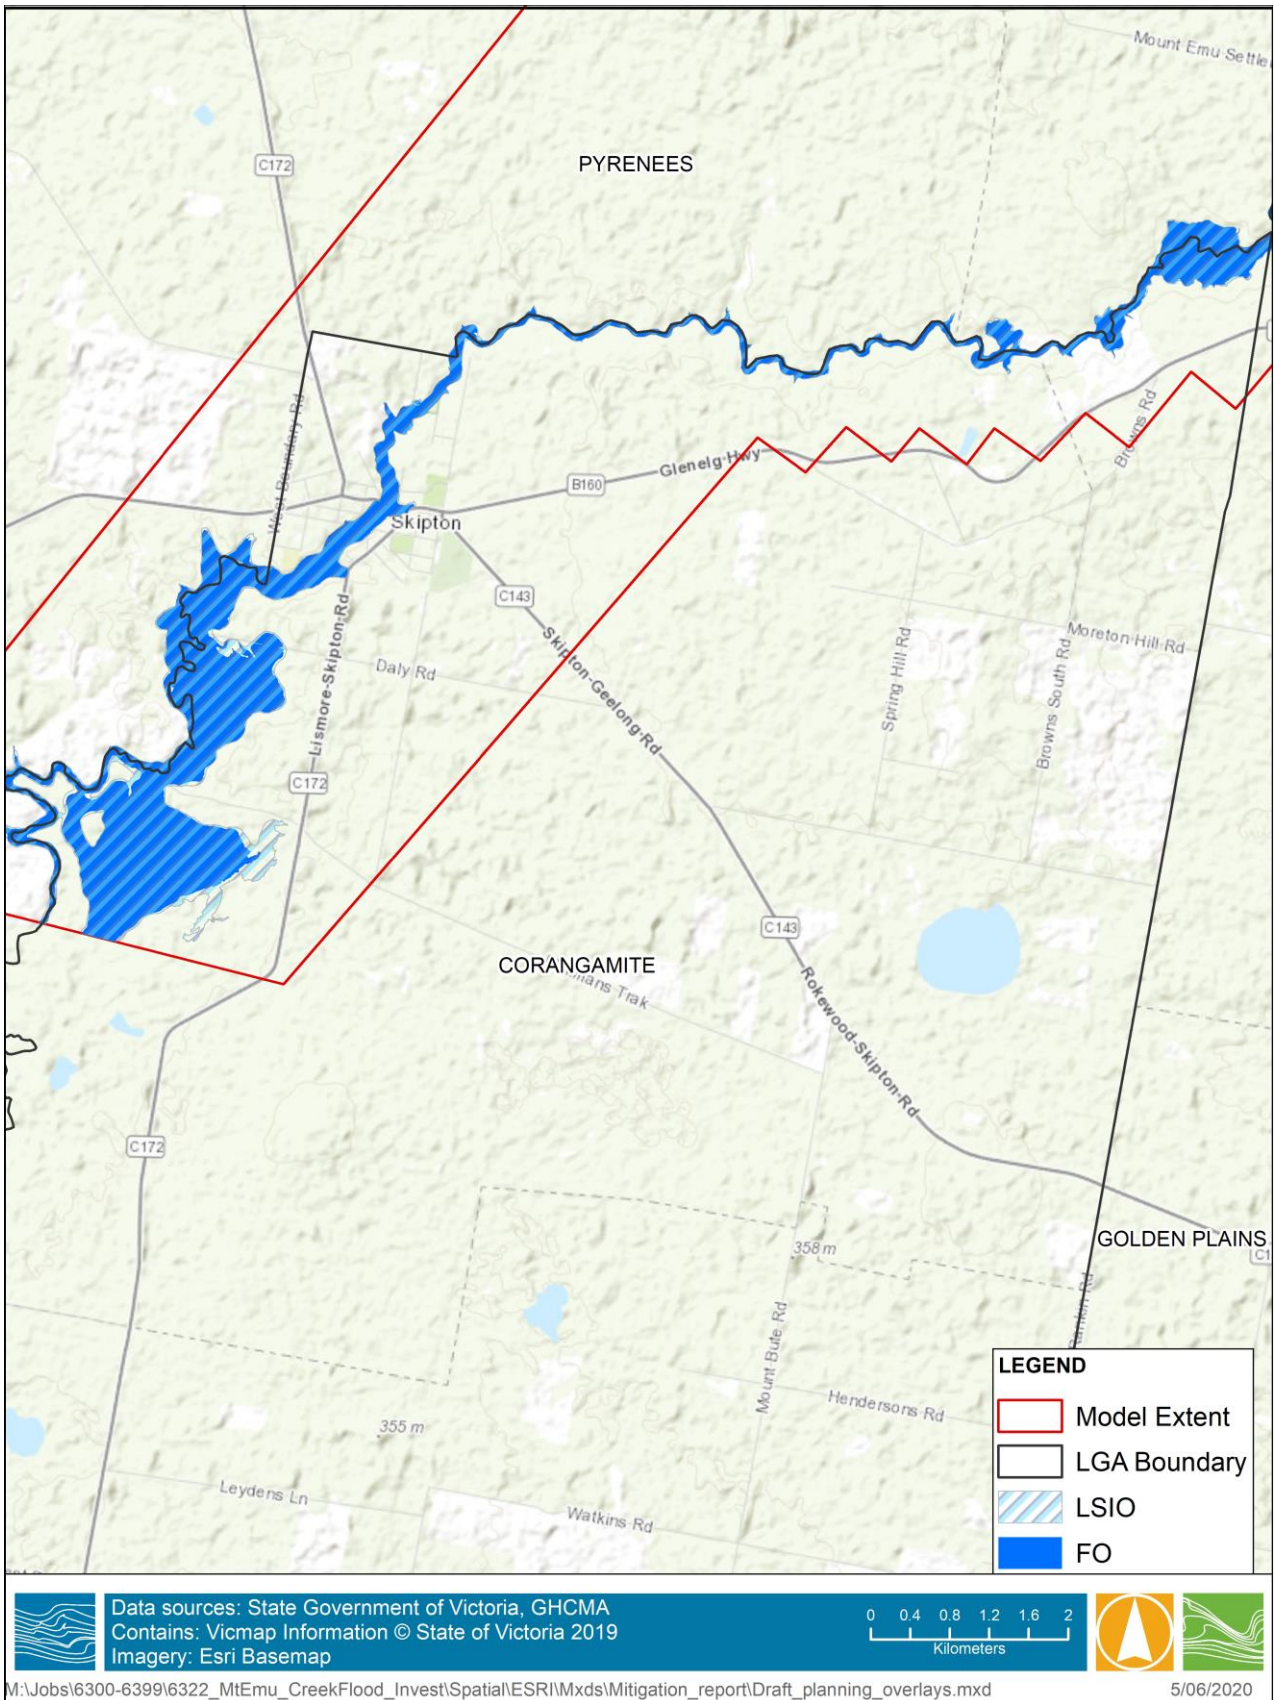 Mount Emu Settle
C172
PYRENEES
West Boundary Rd
Browns Rd
Glenelg Hwy
B160
Skipton
C143
Moreton Hill Rd
Skipton-Geelong-Rd
Spring Hill Rd
Browns South Rd
Daly Rd
Lismore-Skipton-Rd
C172
C143
CORANGAMITE
Trak
Rokewood-Skipton-Rd
C172
358 m
GOLDEN PLAINS
C1
Rankin Rd
Mount Bute Rd
Hendersons Rd
355 m
Leydens Ln
Watkins Rd
LEGEND
Model Extent
LGA Boundary
LSIO
FO
Data sources: State Government of Victoria, GHCMA
Contains: Vicmap Information © State of Victoria 2019
Imagery: Esri Basemap
0 0.4 0.8 1.2 1.6 2
Kilometers
M:\Jobs\6300-6399\6322_MtEmu_CreekFlood_Invest\Spatial\ESRI\Mxds\Mitigation_report\Draft_planning_overlays.mxd
5/06/2020